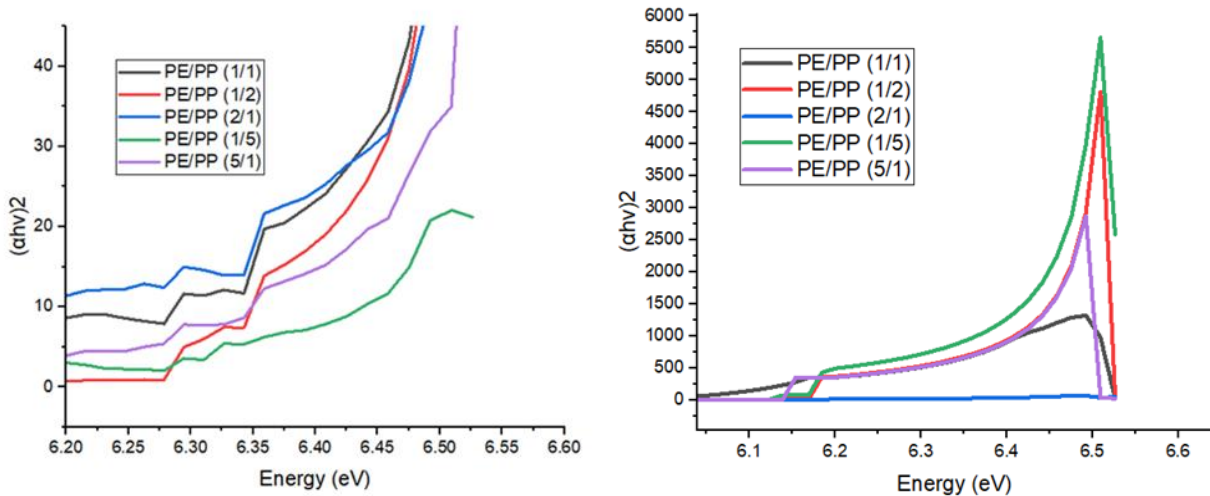 40
30
20
10
0
(αhv)2
PE/PP (1/1)
PE/PP (1/2)
PE/PP (2/1)
PE/PP (1/5)
PE/PP (5/1)
6.20
6.25
6.30
6.35
6.40
6.45
6.50
6.55
6.60
Energy (eV)
6000
5500
5000
4500
4000
3500
3000
2500
2000
1500
1000
500
0
(αhv)2
PE/PP (1/1)
PE/PP (1/2)
PE/PP (2/1)
PE/PP (1/5)
PE/PP (5/1)
6.1
6.2
6.3
6.4
6.5
6.6
Energy (eV)